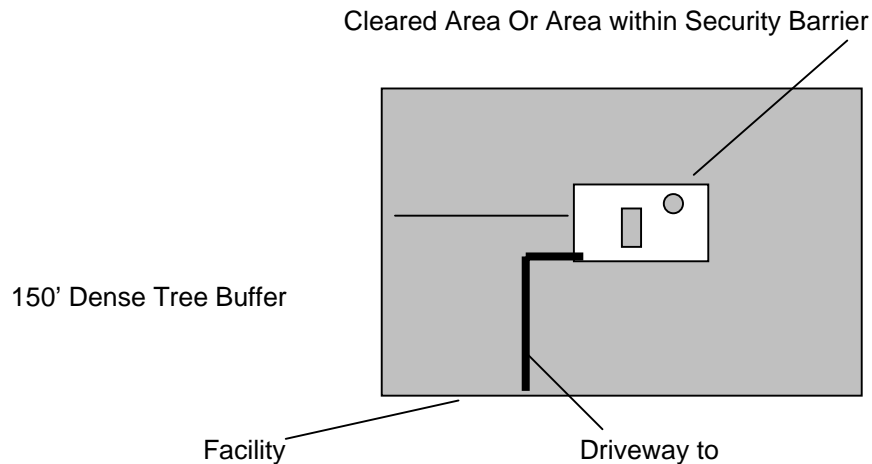 Cleared Area Or Area within Security Barrier
150’ Dense Tree Buffer
Facility
Driveway to